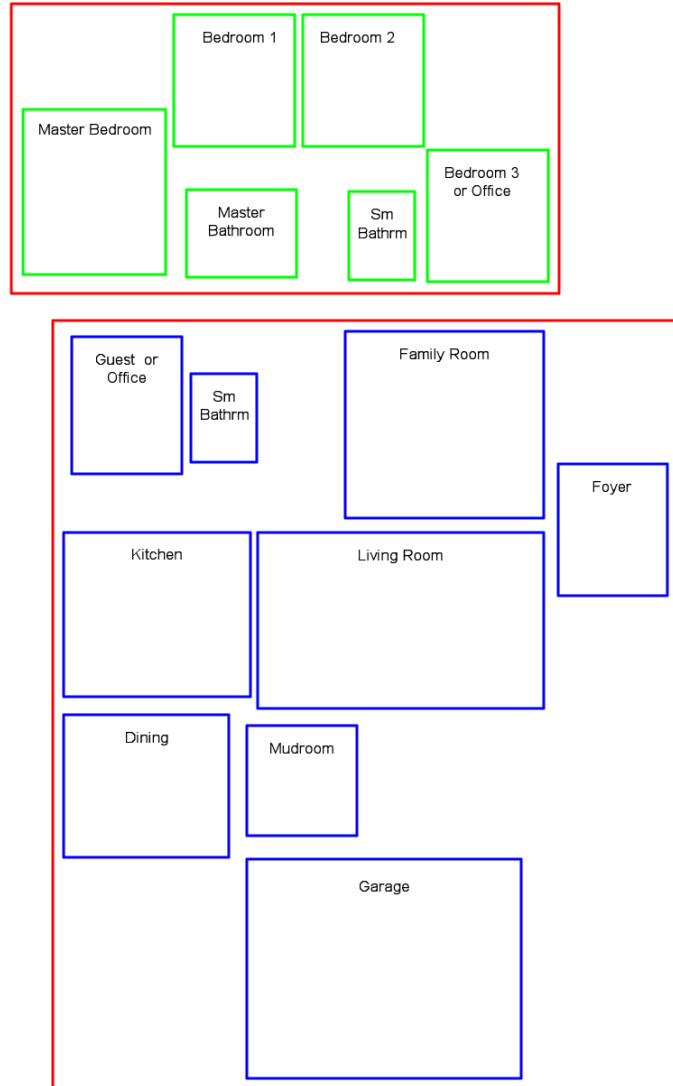 Bedroom 1
Bedroom 2
Master Bedroom
Bedroom 3
or Office
Master
Bathroom
Sm
Bathrm
Guest or
Office
Sm
Bathrm
Family Room
Foyer
Kitchen
Living Room
Dining
Mudroom
Garage